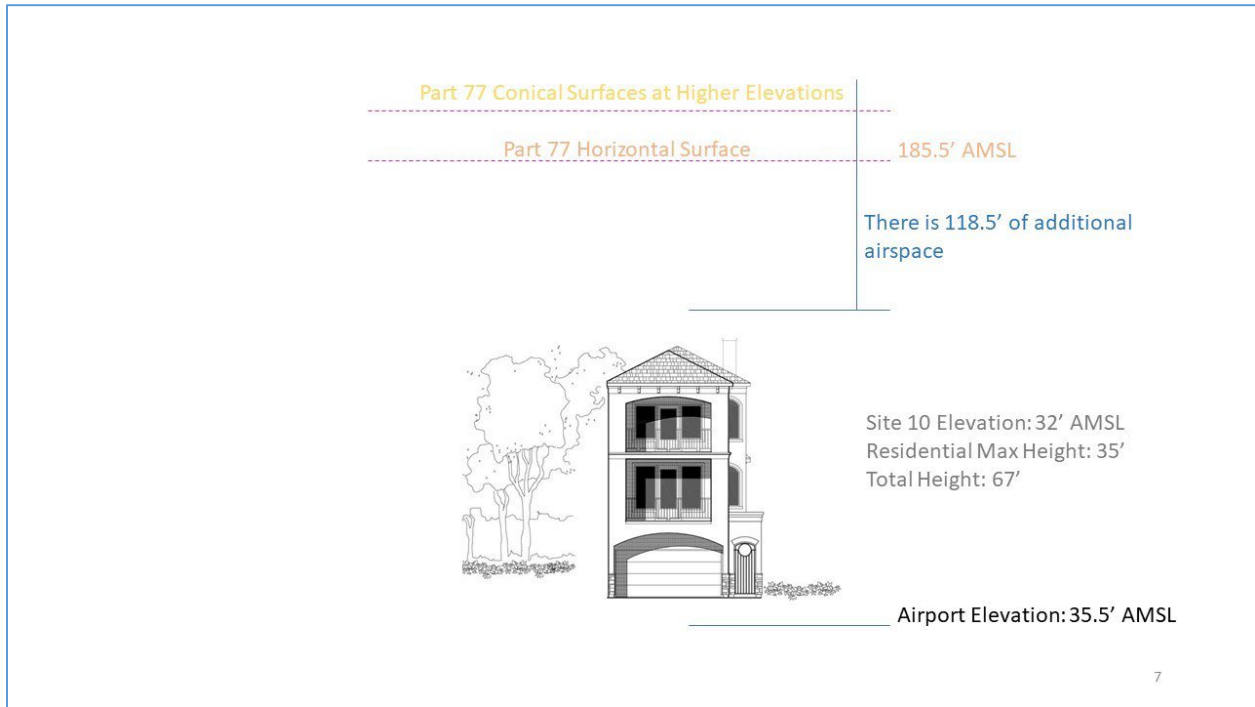 Part 77 Conical Surfaces at Higher Elevations
Part 77 Horizontal Surface
185.5’ AMSL
There is 118.5’ of additional
airspace
Site 10 Elevation: 32’ AMSL
Residential Max Height: 35’
Total Height: 67’
Airport Elevation: 35.5’ AMSL
7